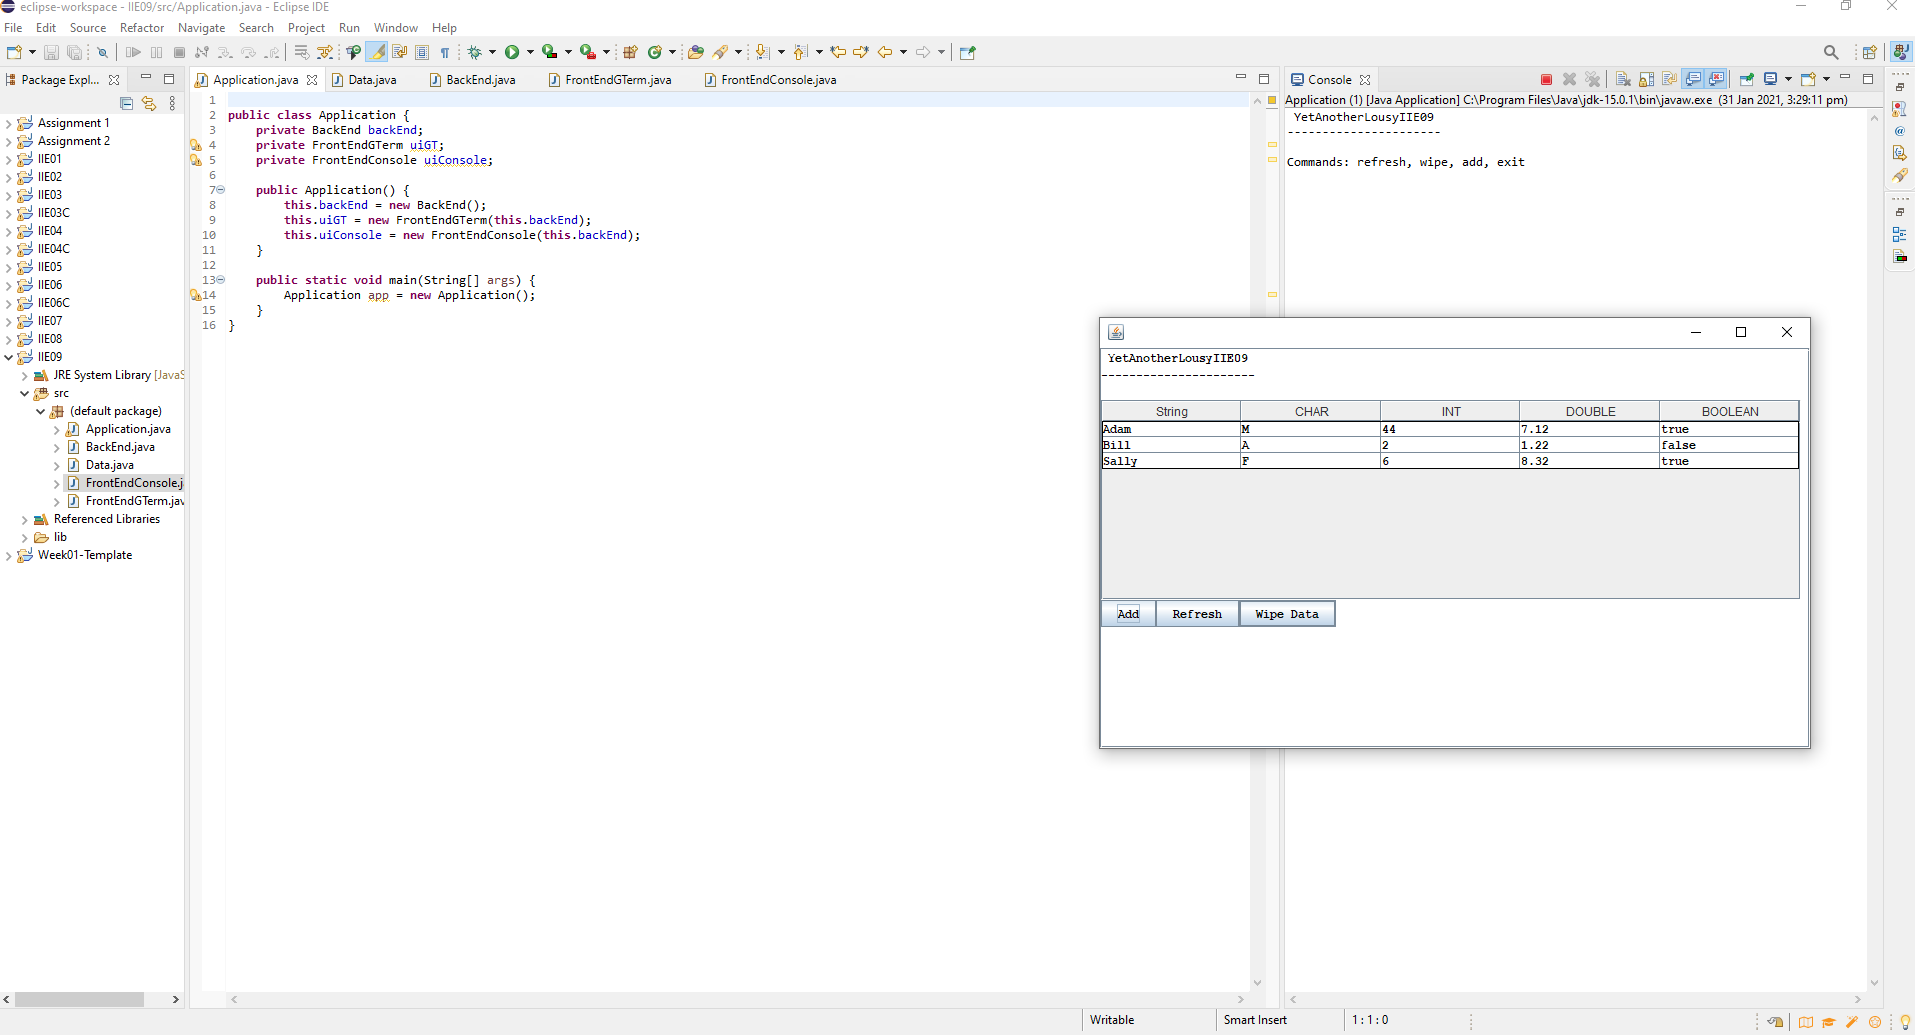 eclipse-workspace - IIE09/src/Application.java - Eclipse IDE
File Edit Source Refactor Navigate Search Project Run Window Help
Package Expl...
Assignment 1
Assignment 2
IIE01
IIE02
IIE03
IIE03C
IIE04
IIE04C
IIE05
IIE06
IIE06C
IIE07
IIE08
IIE09
JRE System Library [JavaS
src
(default package)
Application.java
BackEnd.java
Data.java
FrontEndConsole.j
FrontEndGTerm.jav
Referenced Libraries
lib
Week01-Template
Application.java Data.java BackEnd.java FrontEndGTerm.java FrontEndConsole.java
1
2 public class Application {
3 private BackEnd backEnd;
4 private FrontEndGTerm uiGT;
5 private FrontEndConsole uiConsole;
6
7 public Application() {
8 this.backEnd = new BackEnd();
9 this.uiGT = new FrontEndGTerm(this.backEnd);
10 this.uiConsole = new FrontEndConsole(this.backEnd);
11 }
12
13 public static void main(String[] args) {
14 Application app = new Application();
15 }
16 }
Console
Application (1) [Java Application] C:\Program Files\Java\jdk-15.0.1\bin\javaw.exe (31 Jan 2021, 3:29:11 pm)
YetAnotherLousyIIE09
----------------------
Commands: refresh, wipe, add, exit
YetAnotherLousyIIE09
----------------------
String CHAR INT DOUBLE BOOLEAN
Adam M 44 7.12 true
Bill A 2 1.22 false
Sally F 6 8.32 true
Add Refresh Wipe Data
Writable Smart Insert 1 : 1 : 0